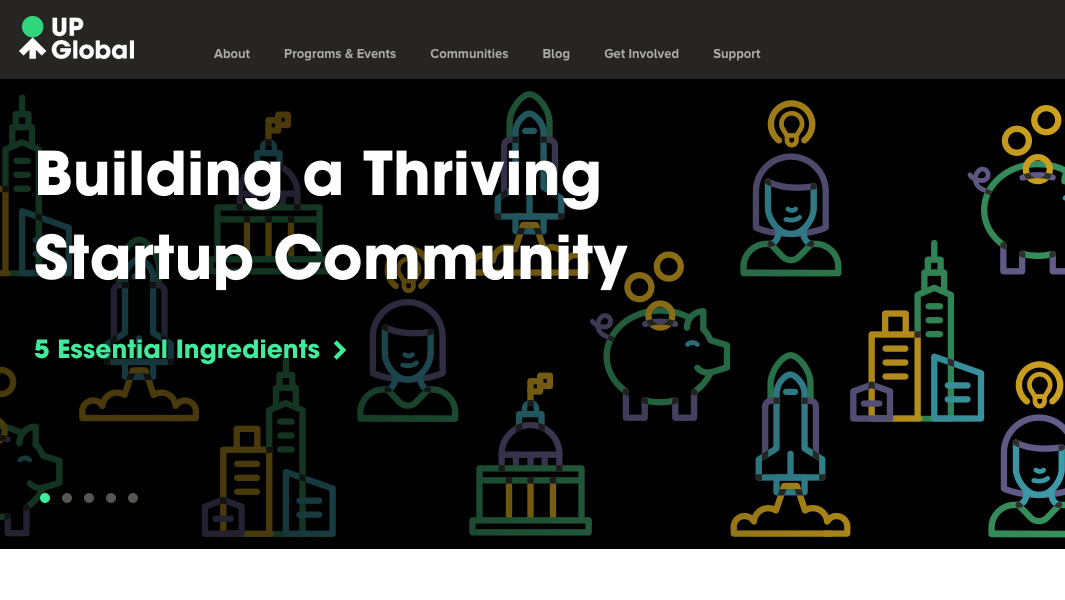 UP
Global
About
Programs & Events
Communities
Blog
Get Involved
Support
Building a Thriving
Startup Community
5 Essential Ingredients